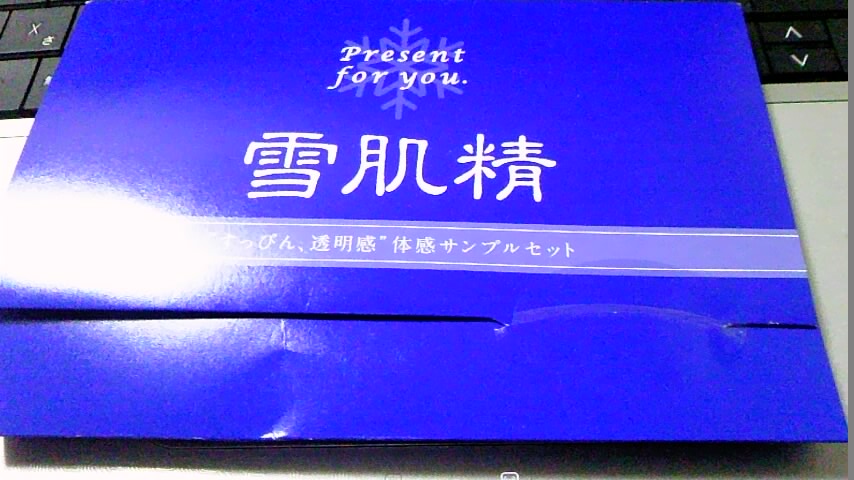 X
さ
Present
for you.
雪肌精
"すっぴん、透明感"体感サンプルセット